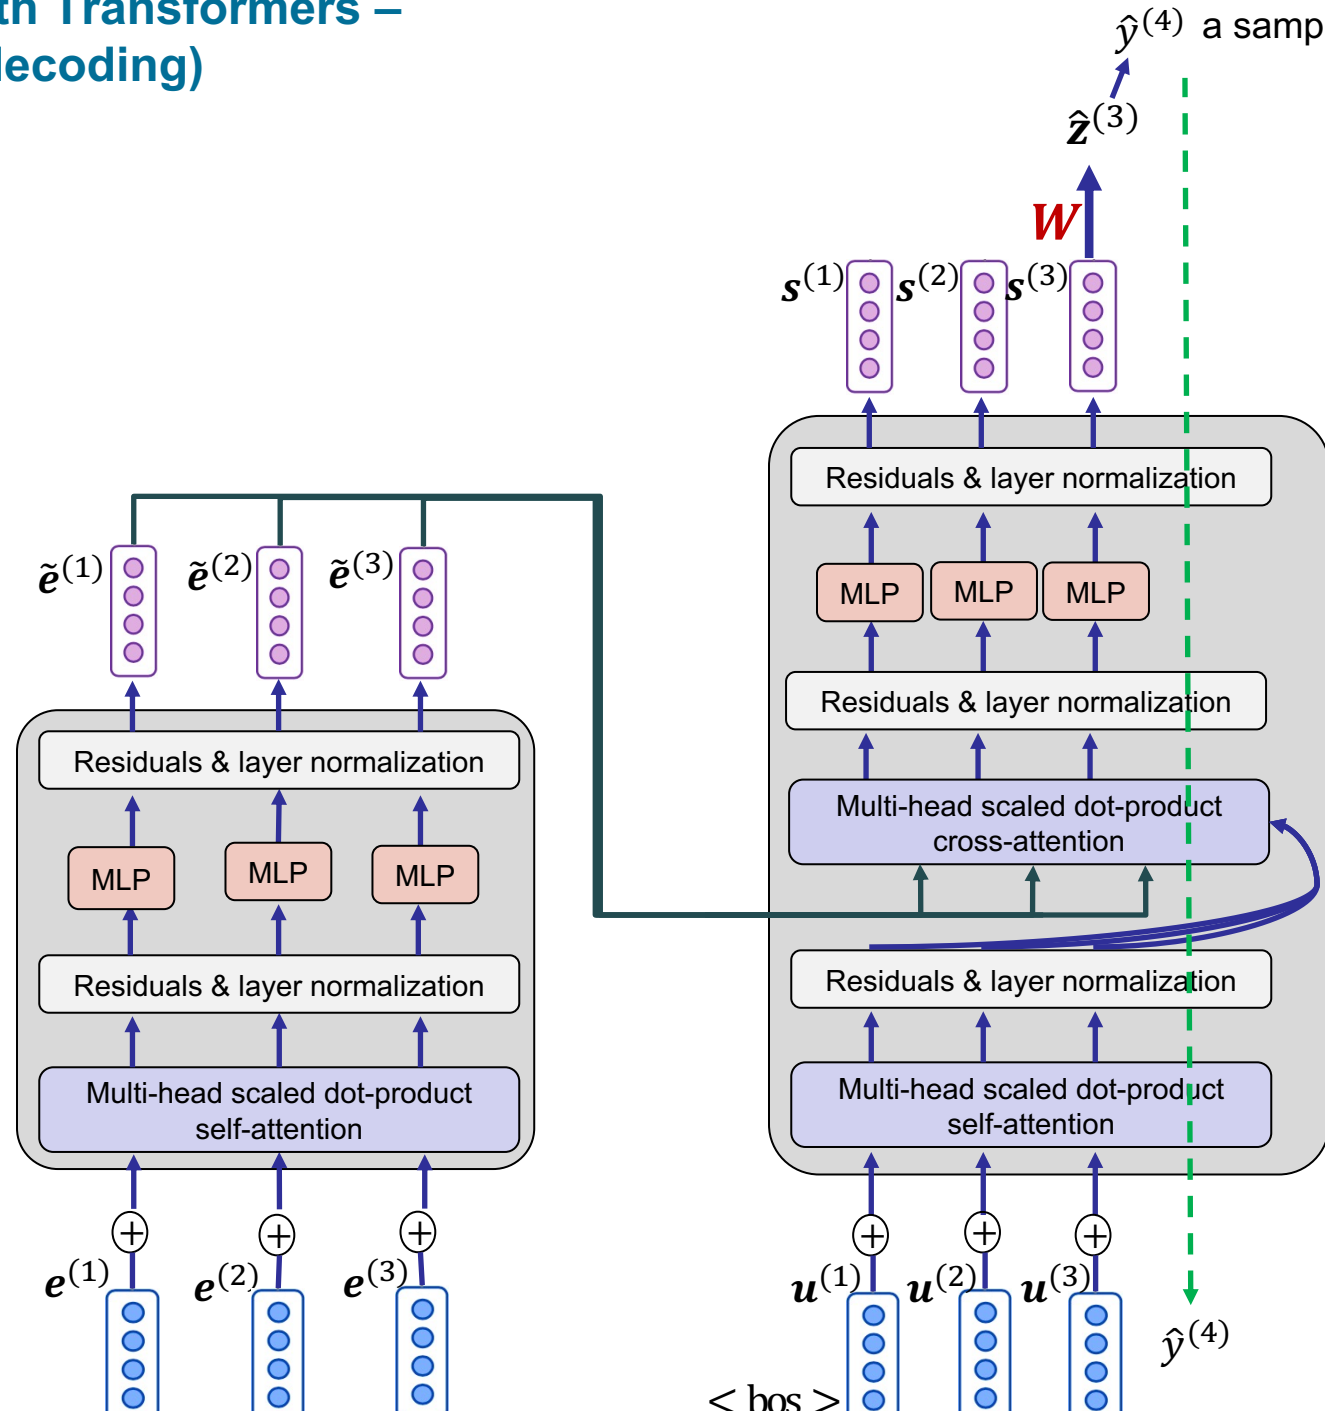 th Transformers –
decoding)
ŷ⁽⁴⁾ a samp
ẑ⁽³⁾
W
s⁽¹⁾ s⁽²⁾ s⁽³⁾
Residuals & layer normalization
MLP MLP MLP
Residuals & layer normalization
Multi-head scaled dot-product
cross-attention
Residuals & layer normalization
Multi-head scaled dot-product
self-attention
+ + +
u⁽¹⁾ u⁽²⁾ u⁽³⁾
ŷ⁽⁴⁾
< bos >
ẽ⁽¹⁾ ẽ⁽²⁾ ẽ⁽³⁾
Residuals & layer normalization
MLP MLP MLP
Residuals & layer normalization
Multi-head scaled dot-product
self-attention
+ + +
e⁽¹⁾ e⁽²⁾ e⁽³⁾